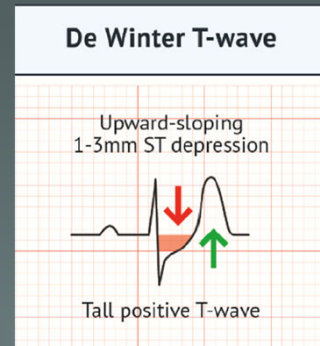 De Winter T-wave
Upward-sloping
1-3mm ST depression
Tall positive T-wave